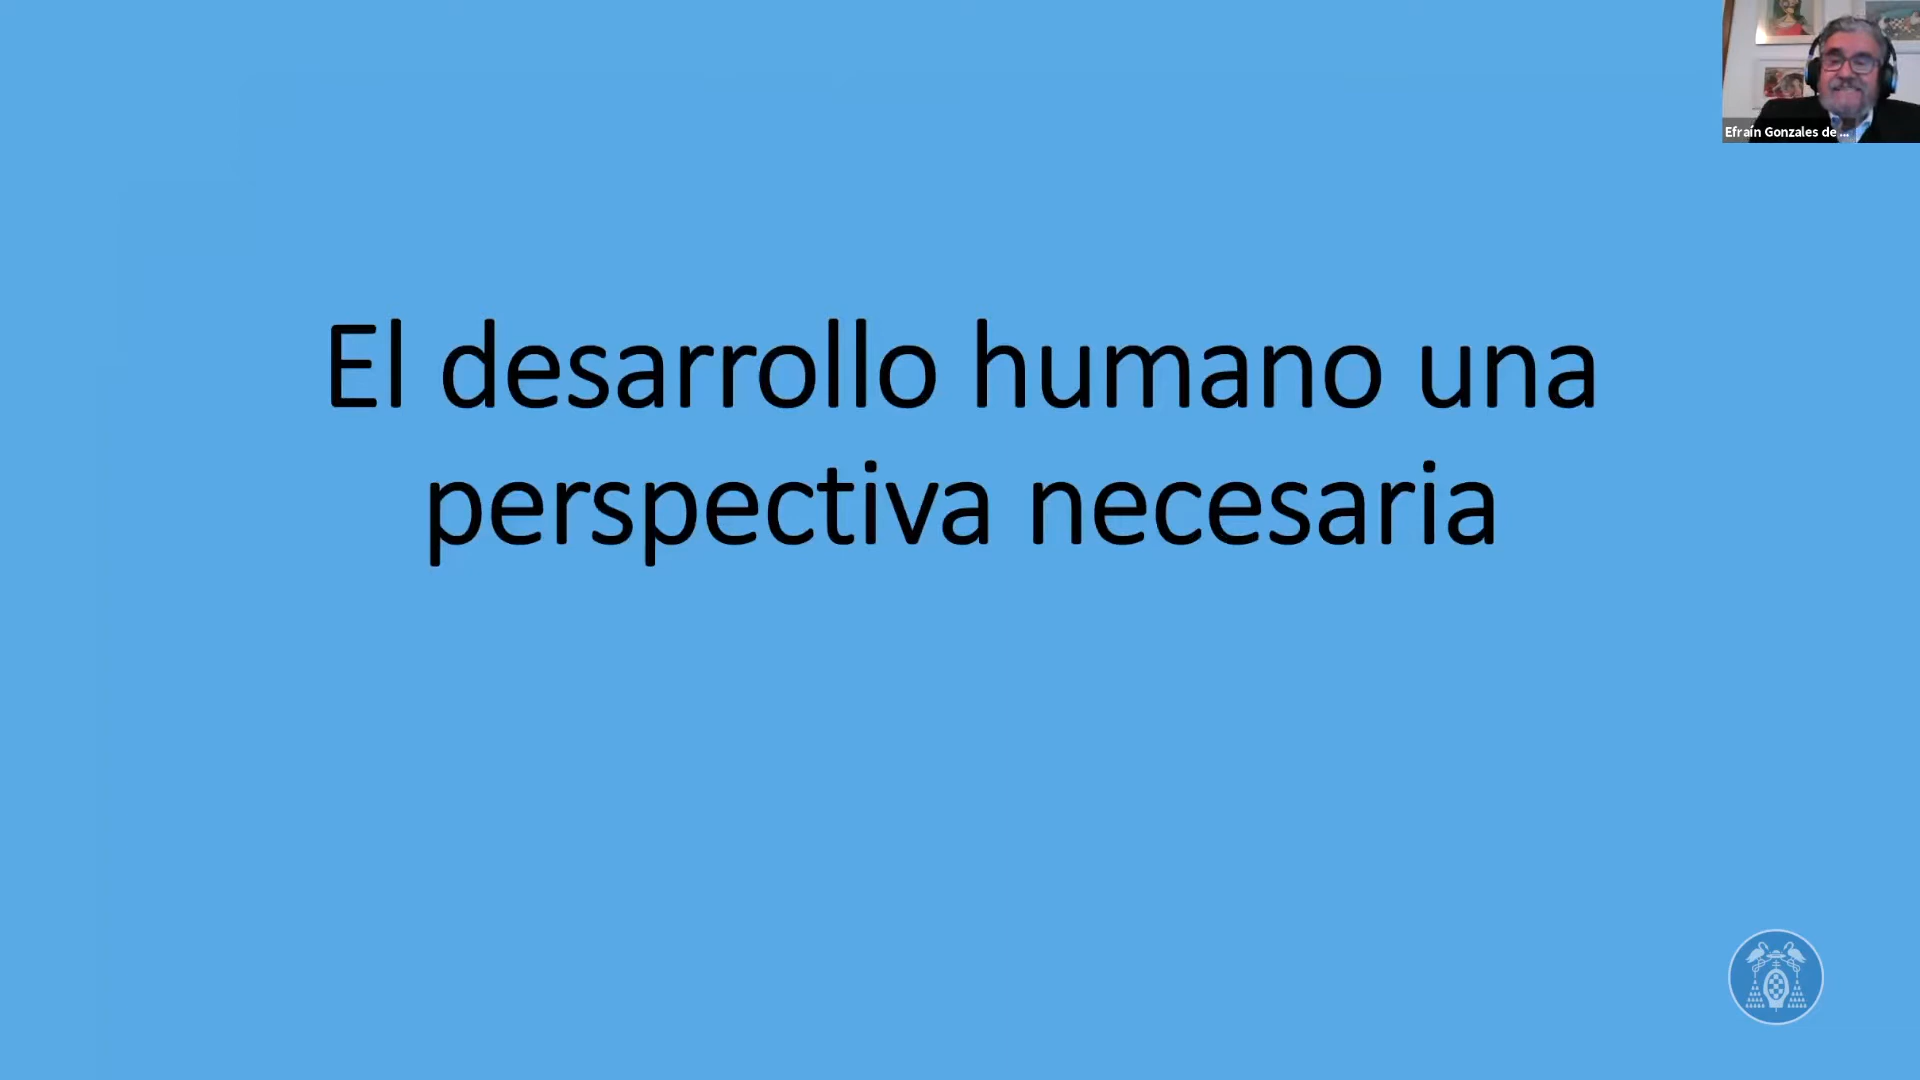 El desarrollo humano una
perspectiva necesaria
Efraín Gonzales de ...